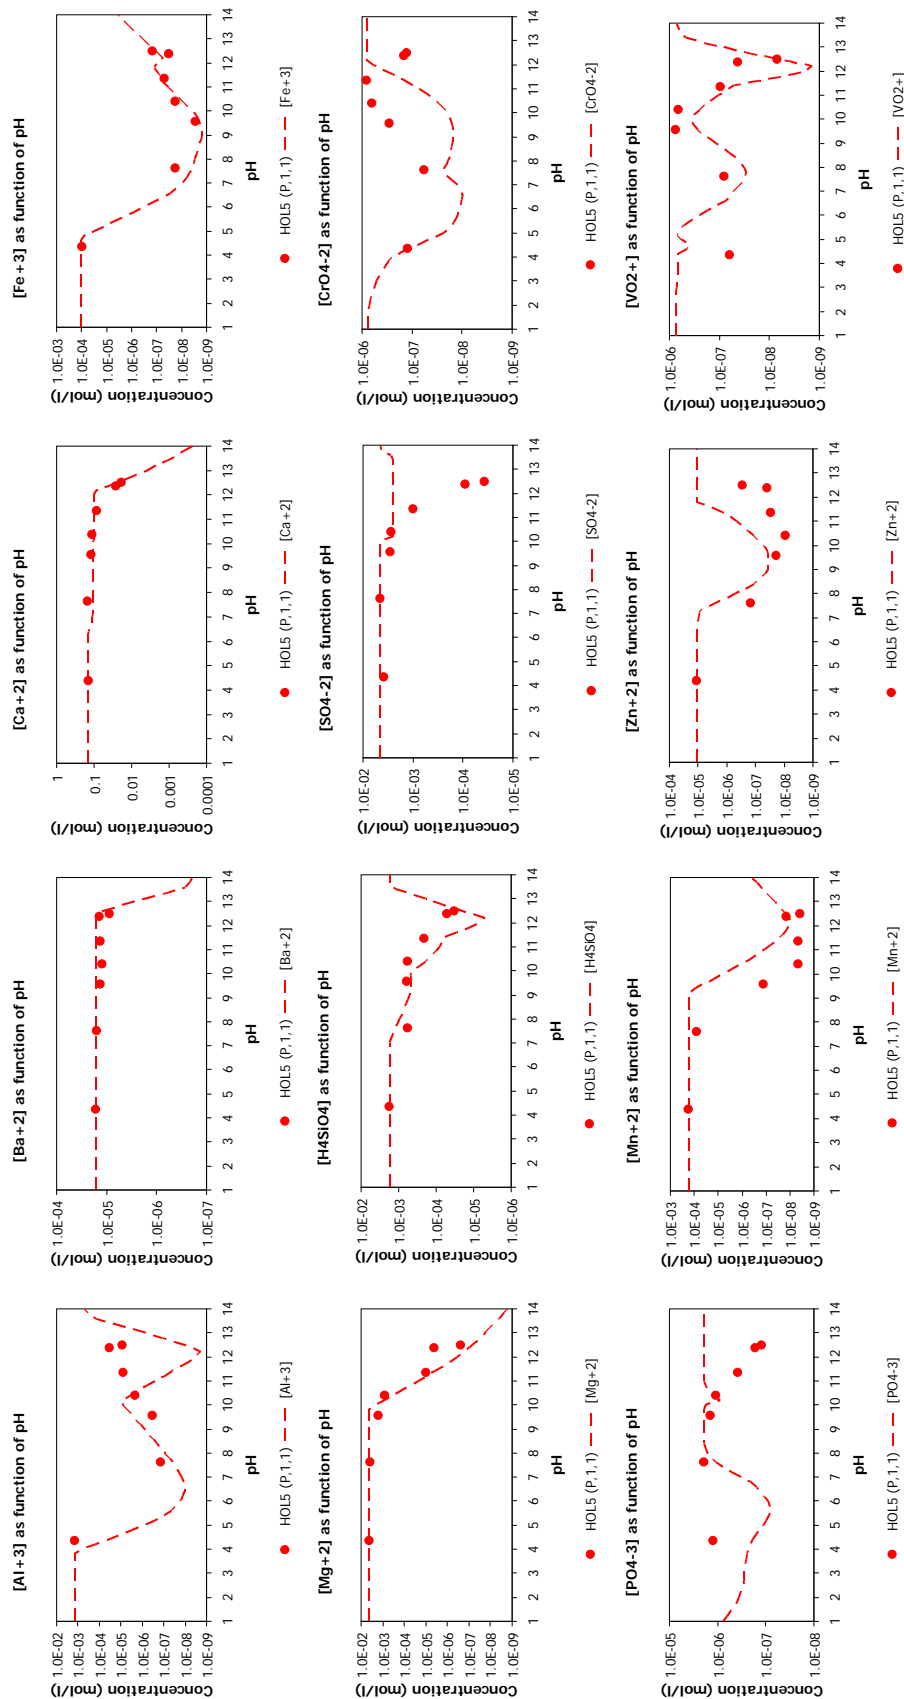 [Al+3] as function of pH
Concentration (mol/l)
1.0E-02
1.0E-03
1.0E-04
1.0E-05
1.0E-06
1.0E-07
1.0E-08
1.0E-09
1 2 3 4 5 6 7 8 9 10 11 12 13 14
pH
HOL5 (P,1,1) [Al+3]
[Ba+2] as function of pH
Concentration (mol/l)
1.0E-04
1.0E-05
1.0E-06
1.0E-07
1 2 3 4 5 6 7 8 9 10 11 12 13 14
pH
HOL5 (P,1,1) [Ba+2]
[Ca+2] as function of pH
Concentration (mol/l)
1
0.1
0.01
0.001
0.0001
1 2 3 4 5 6 7 8 9 10 11 12 13 14
pH
HOL5 (P,1,1) [Ca+2]
[Fe+3] as function of pH
Concentration (mol/l)
1.0E-03
1.0E-04
1.0E-05
1.0E-06
1.0E-07
1.0E-08
1.0E-09
1 2 3 4 5 6 7 8 9 10 11 12 13 14
pH
HOL5 (P,1,1) [Fe+3]
[Mg+2] as function of pH
Concentration (mol/l)
1.0E-02
1.0E-03
1.0E-04
1.0E-05
1.0E-06
1.0E-07
1.0E-08
1.0E-09
1 2 3 4 5 6 7 8 9 10 11 12 13 14
pH
HOL5 (P,1,1) [Mg+2]
[H4SiO4] as function of pH
Concentration (mol/l)
1.0E-02
1.0E-03
1.0E-04
1.0E-05
1.0E-06
1 2 3 4 5 6 7 8 9 10 11 12 13 14
pH
HOL5 (P,1,1) [H4SiO4]
[SO4-2] as function of pH
Concentration (mol/l)
1.0E-02
1.0E-03
1.0E-04
1.0E-05
1 2 3 4 5 6 7 8 9 10 11 12 13 14
pH
HOL5 (P,1,1) [SO4-2]
[CrO4-2] as function of pH
Concentration (mol/l)
1.0E-06
1.0E-07
1.0E-08
1.0E-09
1 2 3 4 5 6 7 8 9 10 11 12 13 14
pH
HOL5 (P,1,1) [CrO4-2]
[PO4-3] as function of pH
Concentration (mol/l)
1.0E-05
1.0E-06
1.0E-07
1.0E-08
1 2 3 4 5 6 7 8 9 10 11 12 13 14
pH
HOL5 (P,1,1) [PO4-3]
[Mn+2] as function of pH
Concentration (mol/l)
1.0E-03
1.0E-04
1.0E-05
1.0E-06
1.0E-07
1.0E-08
1.0E-09
1 2 3 4 5 6 7 8 9 10 11 12 13 14
pH
HOL5 (P,1,1) [Mn+2]
[Zn+2] as function of pH
Concentration (mol/l)
1.0E-04
1.0E-05
1.0E-06
1.0E-07
1.0E-08
1.0E-09
1 2 3 4 5 6 7 8 9 10 11 12 13 14
pH
HOL5 (P,1,1) [Zn+2]
[VO2+] as function of pH
Concentration (mol/l)
1.0E-06
1.0E-07
1.0E-08
1.0E-09
1 2 3 4 5 6 7 8 9 10 11 12 13 14
pH
HOL5 (P,1,1) [VO2+]